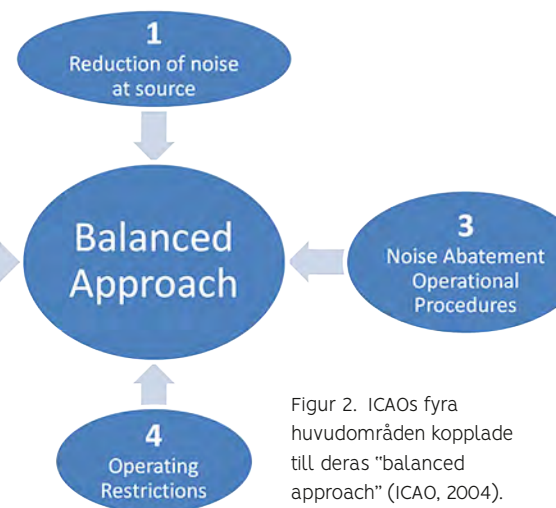 1
Reduction of noise
at source
Balanced
Approach
3
Noise Abatement
Operational
Procedures
4
Operating
Restrictions
Figur 2. ICAOs fyra
huvudområden kopplade
till deras "balanced
approach" (ICAO, 2004).